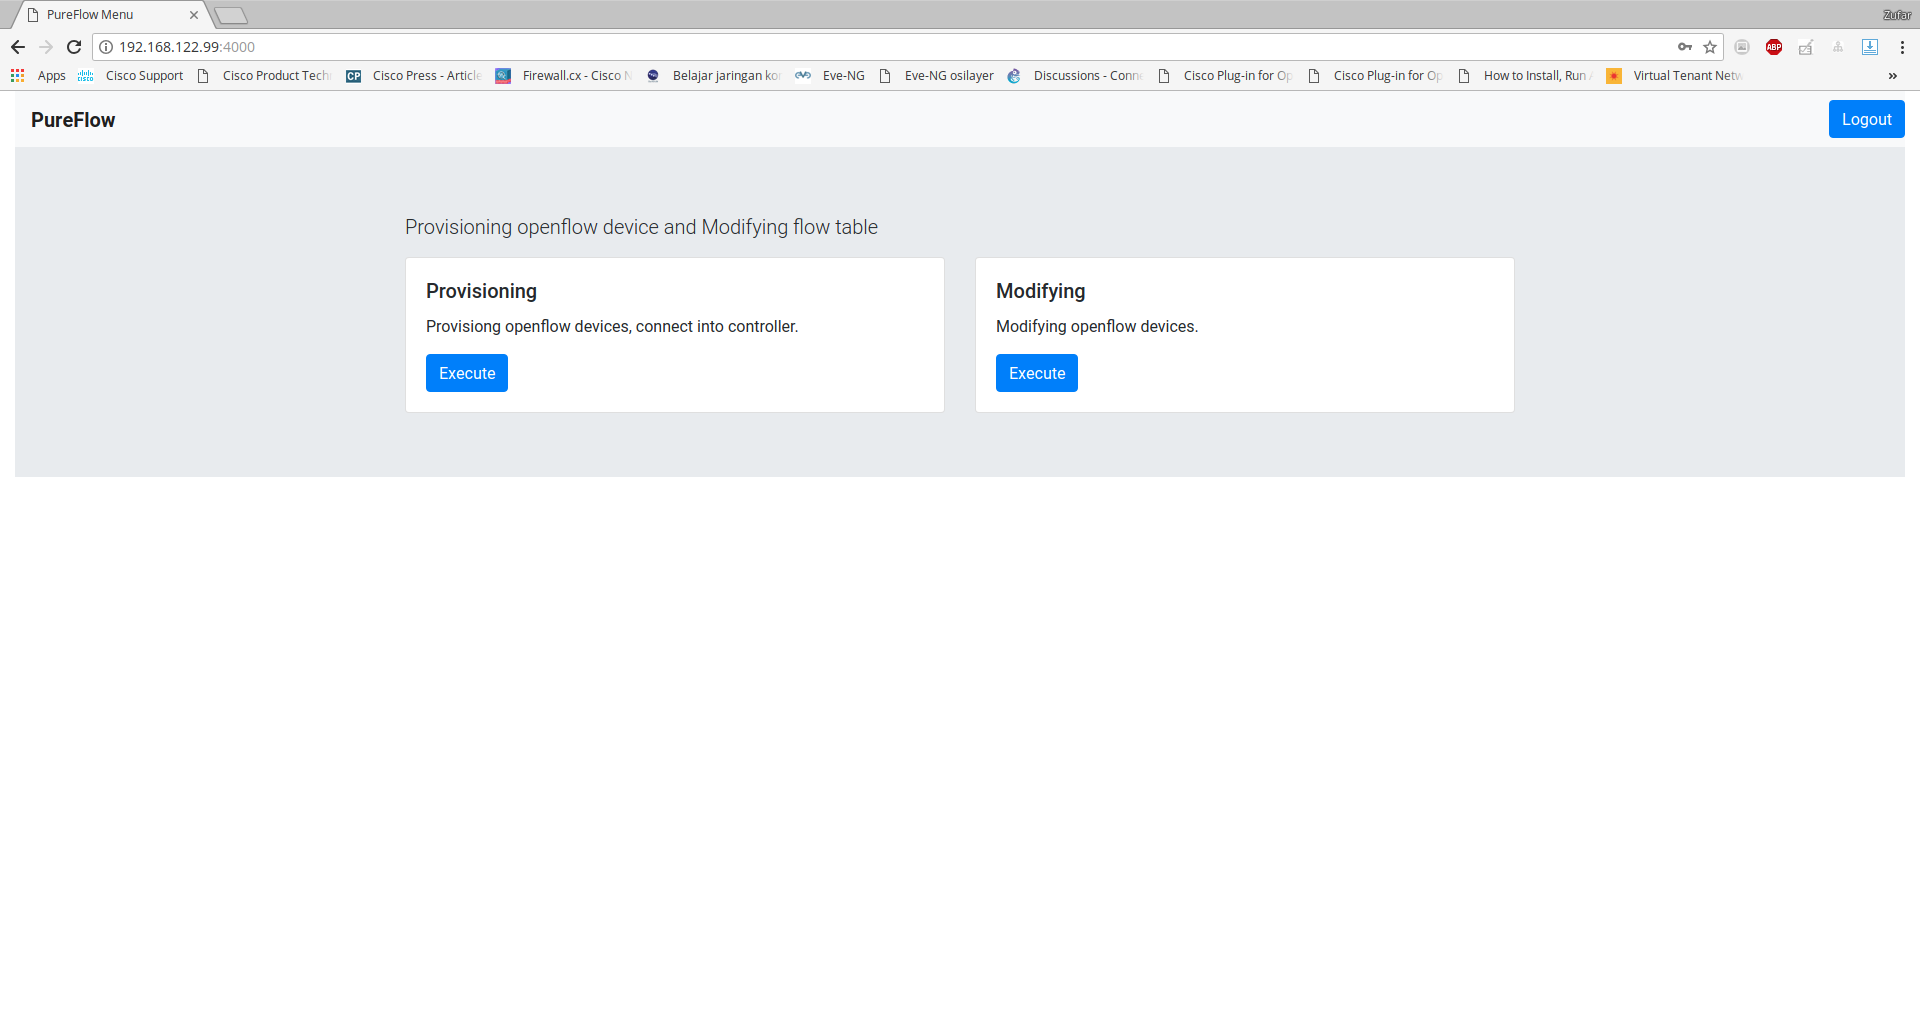 PureFlow Menu
Zufar
192.168.122.99:4000
ABP
Apps
Cisco Support
Cisco Product Tech
Cisco Press - Article
Firewall.cx - Cisco N
Belajar jaringan ko
Eve-NG
Eve-NG osilayer
Discussions - Conn
Cisco Plug-in for Op
Cisco Plug-in for Op
How to Install, Run
Virtual Tenant Netw
»
PureFlow
Logout
Provisioning openflow device and Modifying flow table
Provisioning
Provisiong openflow devices, connect into controller.
Execute
Modifying
Modifying openflow devices.
Execute